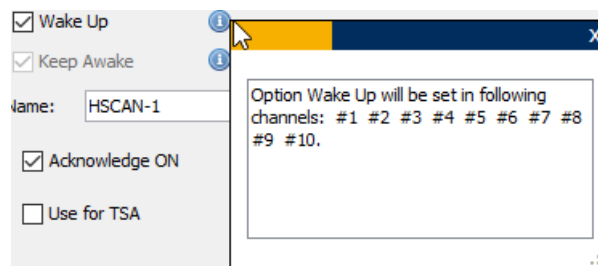 Wake Up
Keep Awake
Name: HSCAN-1
Acknowledge ON
Use for TSA
X
Option Wake Up will be set in following
channels: #1 #2 #3 #4 #5 #6 #7 #8
#9 #10.